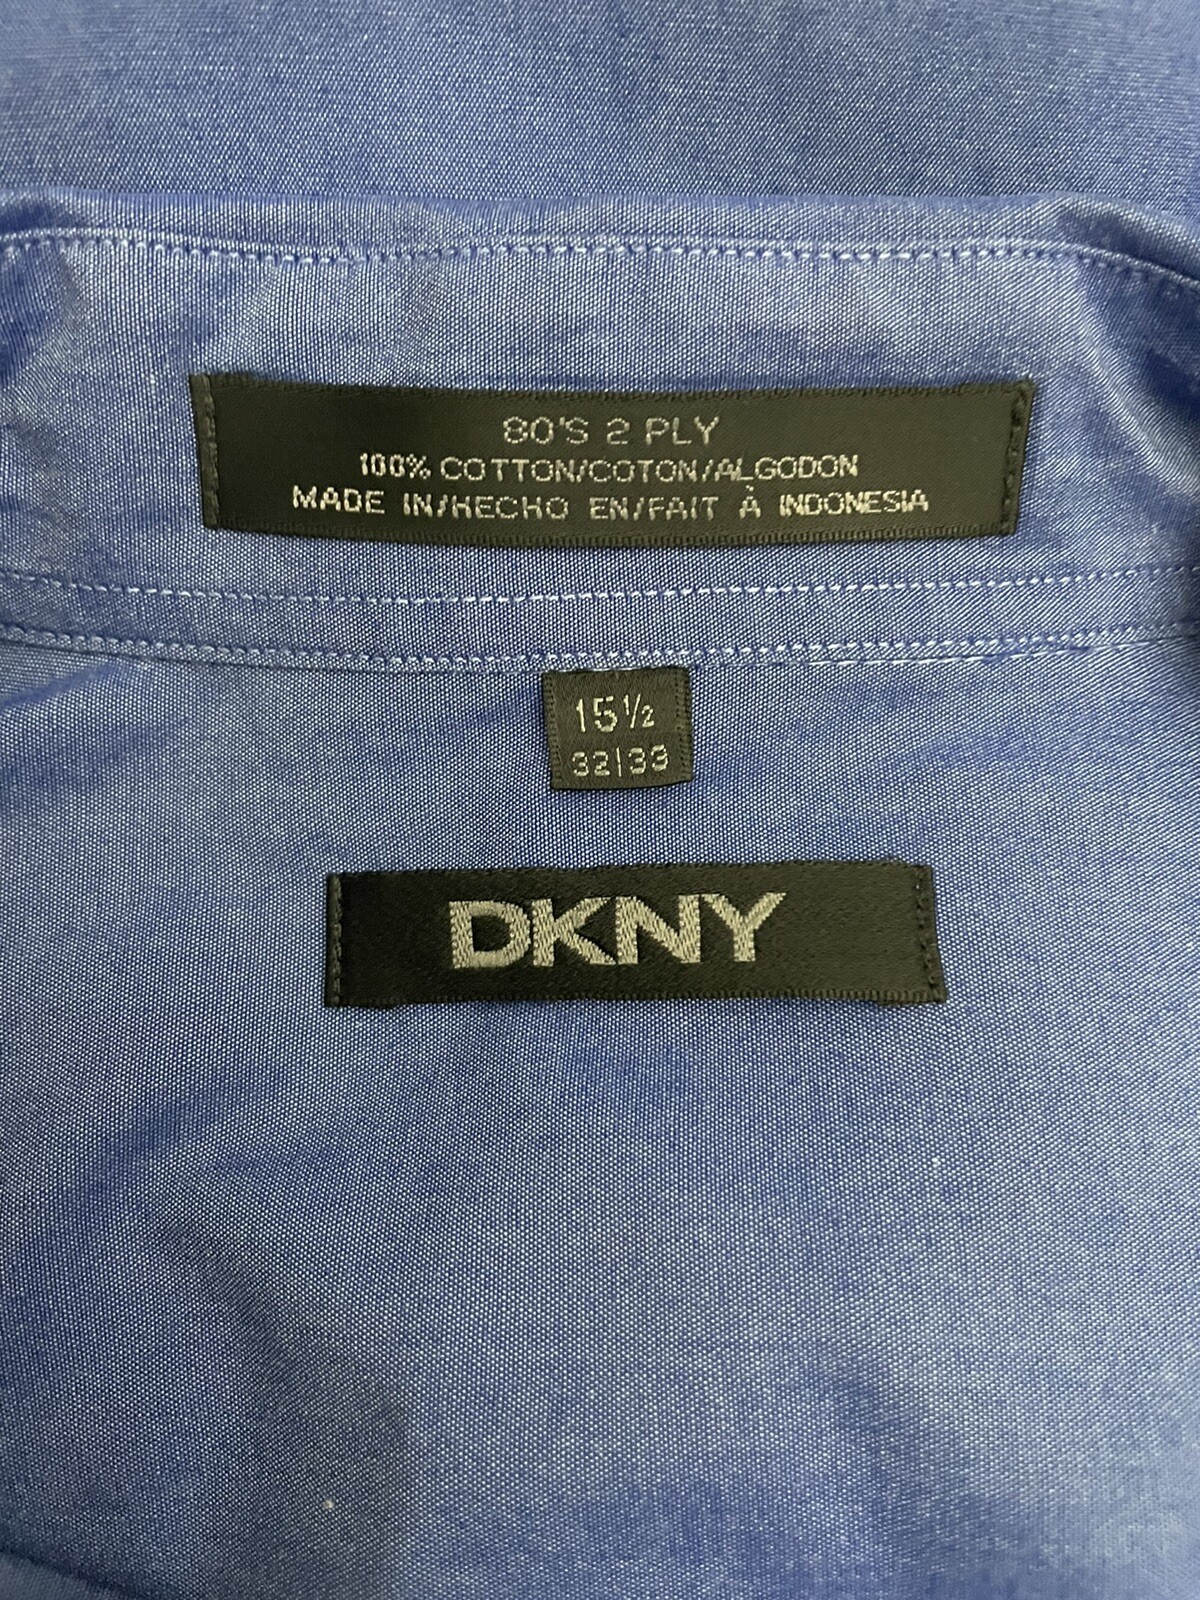 80'S 2 PLY
100% COTTON/COTON/ALGODON
MADE IN/HECHO EN/FAIT À INDONESIA
15½
32|33
DKNY